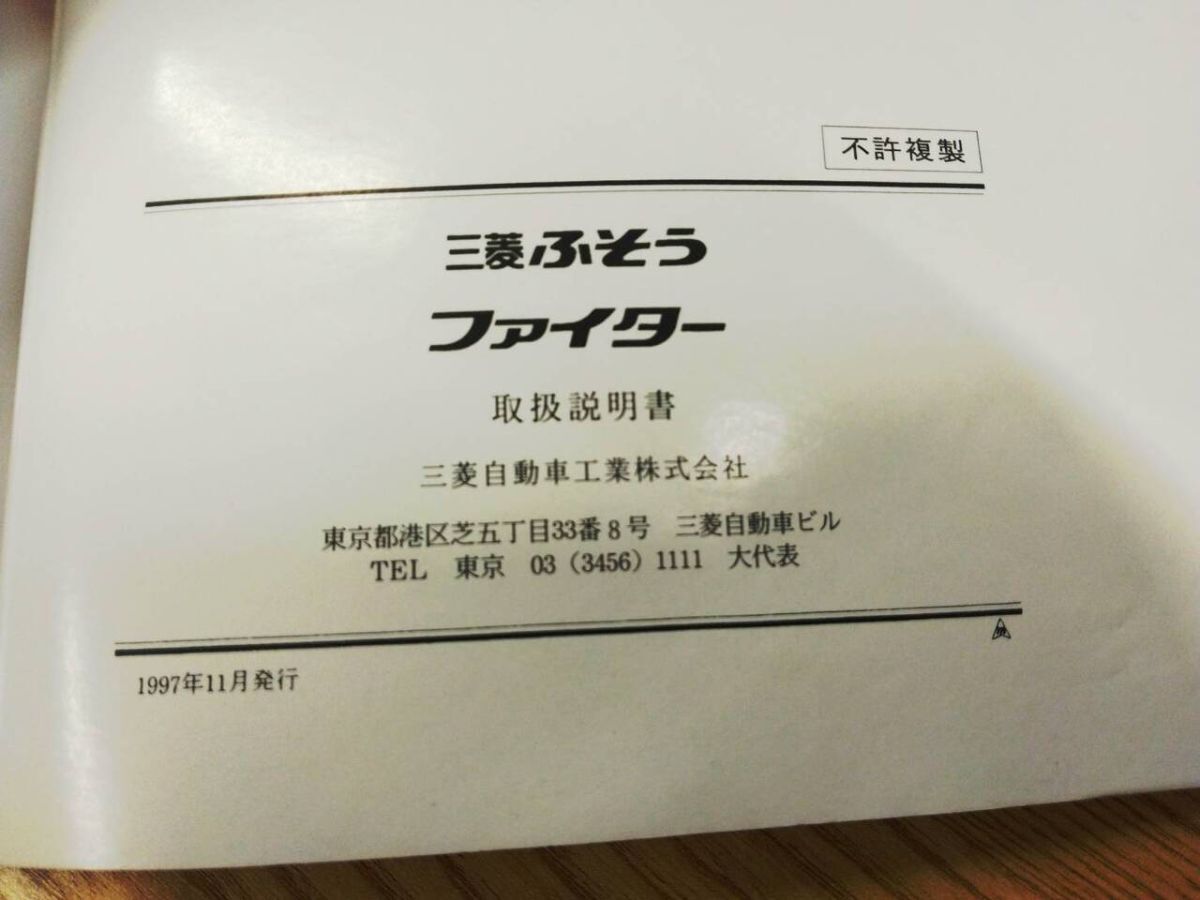 不許複製
三菱ふそう
ファイター
取扱説明書
三菱自動車工業株式会社
東京都港区芝五丁目33番8号 三菱自動車ビル
TEL 東京 03 (3456) 1111 大代表
1997年11月発行